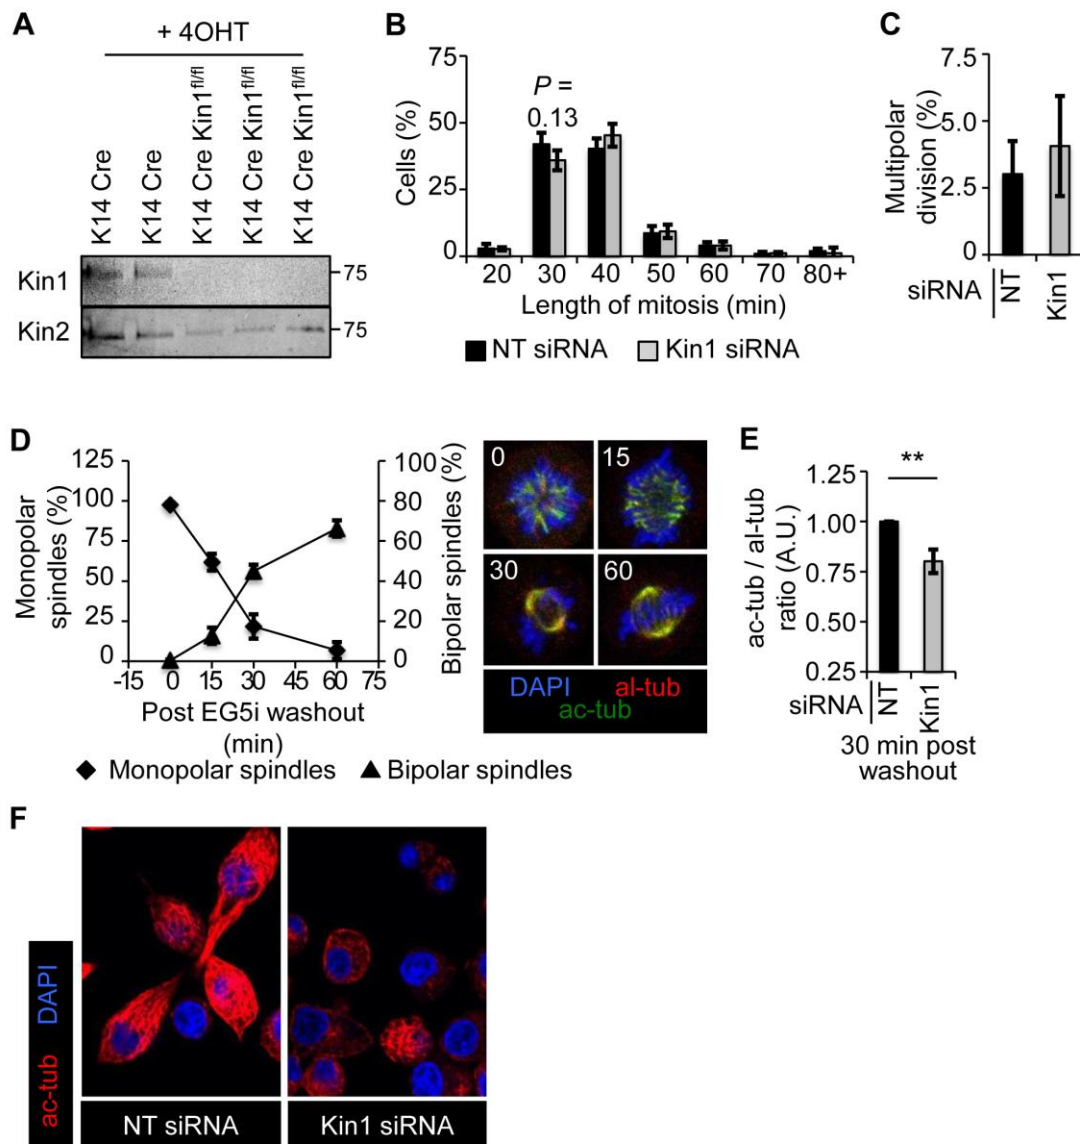 A
+ 4OHT
K14 Cre
K14 Cre
K14 Cre Kin1fl/fl
K14 Cre Kin1fl/fl
K14 Cre Kin1fl/fl
Kin1
75
Kin2
75
B
Cells (%)
75
50
25
0
P =
0.13
20 30 40 50 60 70 80+
Length of mitosis (min)
NT siRNA Kin1 siRNA
C
Multipolar
division (%)
7.5
5.0
2.5
0
siRNA
NT
Kin1
D
Monopolar
spindles (%)
125
100
75
50
25
0
100
80
60
40
20
0
Bipolar spindles (%)
-15 0 15 30 45 60 75
Post EG5i washout
(min)
Monopolar spindles Bipolar spindles
0 15
30 60
DAPI al-tub
ac-tub
E
ac-tub / al-tub
ratio (A.U.)
1.25
1.00
0.75
0.50
0.25
**
siRNA
NT
Kin1
30 min post
washout
F
ac-tub DAPI
NT siRNA Kin1 siRNA